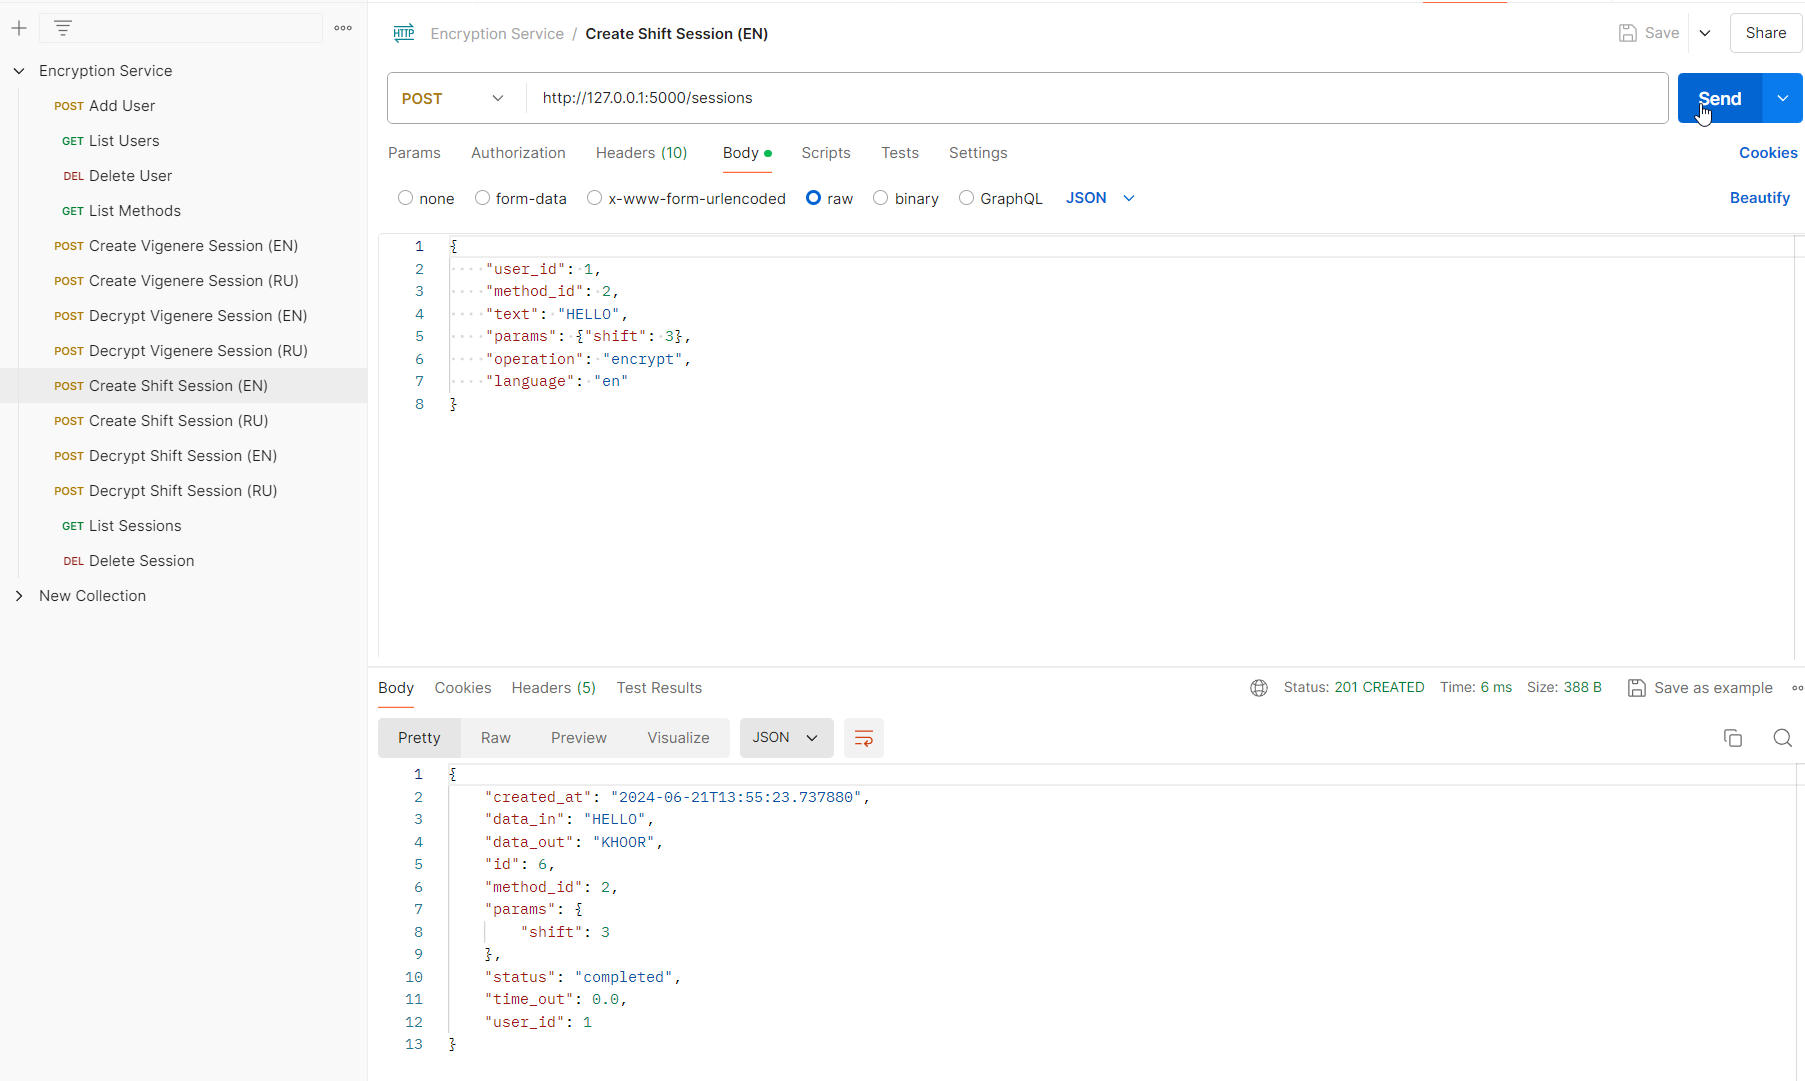 Encryption Service / Create Shift Session (EN)
Save
Share
Encryption Service
POST Add User
GET List Users
DEL Delete User
GET List Methods
POST Create Vigenere Session (EN)
POST Create Vigenere Session (RU)
POST Decrypt Vigenere Session (EN)
POST Decrypt Vigenere Session (RU)
POST Create Shift Session (EN)
POST Create Shift Session (RU)
POST Decrypt Shift Session (EN)
POST Decrypt Shift Session (RU)
GET List Sessions
DEL Delete Session
New Collection
HTTP
POST http://127.0.0.1:5000/sessions
Send
Params Authorization Headers (10) Body Scripts Tests Settings Cookies
none form-data x-www-form-urlencoded raw binary GraphQL JSON Beautify
1 {
2 "user_id": 1,
3 "method_id": 2,
4 "text": "HELLO",
5 "params": {"shift": 3},
6 "operation": "encrypt",
7 "language": "en"
8 }
Body Cookies Headers (5) Test Results Status: 201 CREATED Time: 6 ms Size: 388 B Save as example
Pretty Raw Preview Visualize JSON
1 {
2 "created_at": "2024-06-21T13:55:23.737880",
3 "data_in": "HELLO",
4 "data_out": "KHOOR",
5 "id": 6,
6 "method_id": 2,
7 "params": {
8 "shift": 3
9 },
10 "status": "completed",
11 "time_out": 0.0,
12 "user_id": 1
13 }